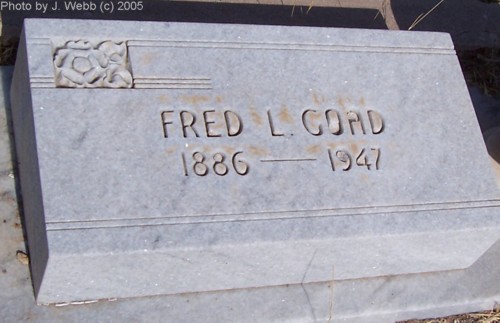 Photo by J. Webb (c) 2005
FRED L. GOAD
1886 — 1947